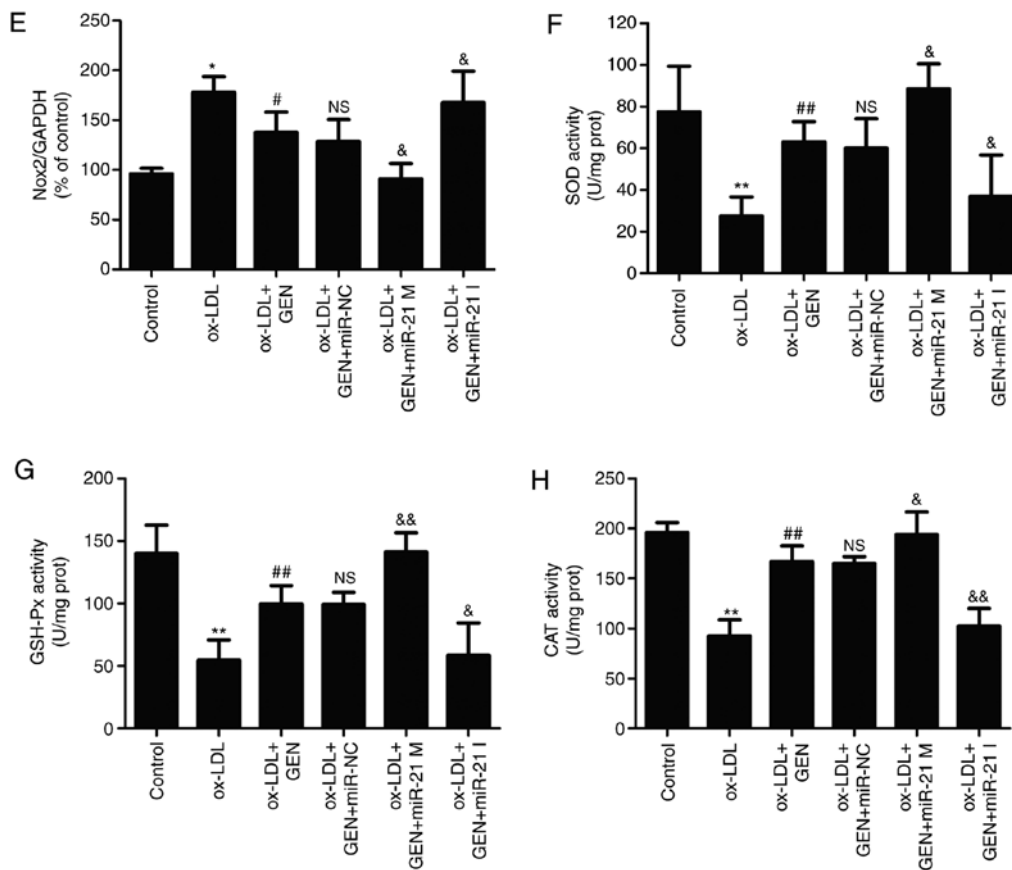 E
Nox2/GAPDH
(% of control)
250
200
150
100
50
0
*
#
NS
&
&
Control
ox-LDL
ox-LDL+
GEN
ox-LDL+
GEN+miR-NC
ox-LDL+
GEN+miR-21 M
ox-LDL+
GEN+miR-21 I
F
SOD activity
(U/mg prot)
120
100
80
60
40
20
0
**
##
NS
&
&
Control
ox-LDL
ox-LDL+
GEN
ox-LDL+
GEN+miR-NC
ox-LDL+
GEN+miR-21 M
ox-LDL+
GEN+miR-21 I
G
GSH-Px activity
(U/mg prot)
200
150
100
50
0
**
##
NS
&&
&
Control
ox-LDL
ox-LDL+
GEN
ox-LDL+
GEN+miR-NC
ox-LDL+
GEN+miR-21 M
ox-LDL+
GEN+miR-21 I
H
CAT activity
(U/mg prot)
250
200
150
100
50
0
**
##
NS
&
&&
Control
ox-LDL
ox-LDL+
GEN
ox-LDL+
GEN+miR-NC
ox-LDL+
GEN+miR-21 M
ox-LDL+
GEN+miR-21 I